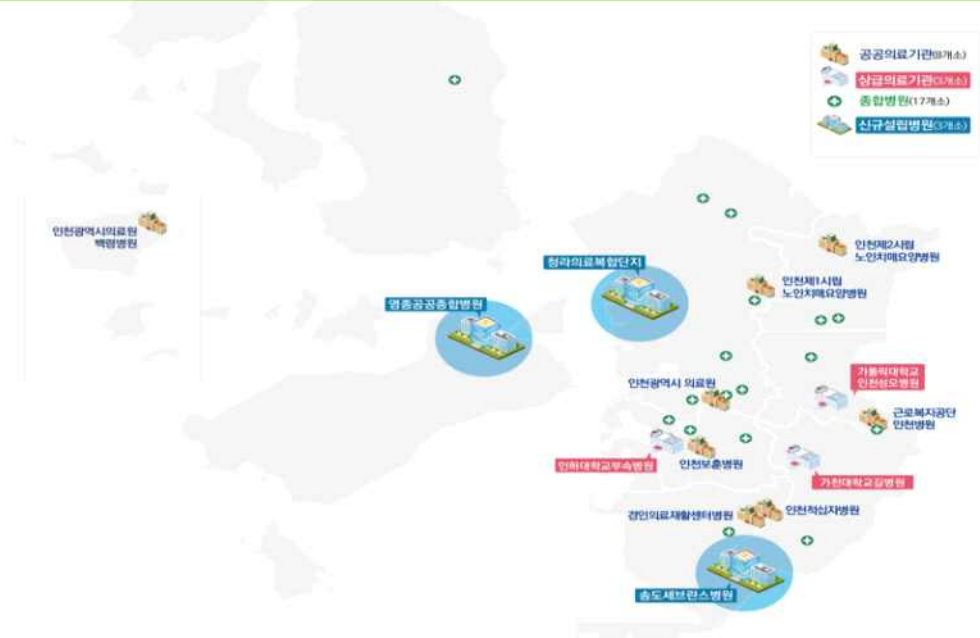 공공의료기관(8개소)
상급의료기관(3개소)
종합병원(17개소)
신규설립병원(3개소)
인천광역시의료원
백령병원
인천제2시립
노인치매요양병원
청라의료복합단지
인천제1시립
노인치매요양병원
영종공공종합병원
가톨릭대학교
인천성모병원
인천광역시 의료원
근로복지공단
인천병원
인하대학교부속병원
인천보훈병원
가천대학교길병원
경인의료재활센터병원
인천적십자병원
송도세브란스병원